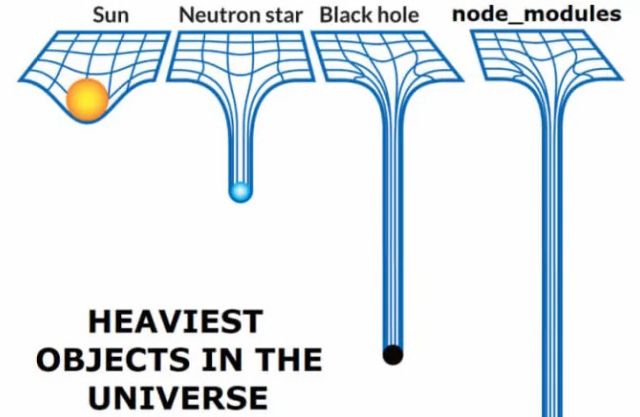 Sun
Neutron star
Black hole
node_modules
HEAVIEST
OBJECTS IN THE
UNIVERSE